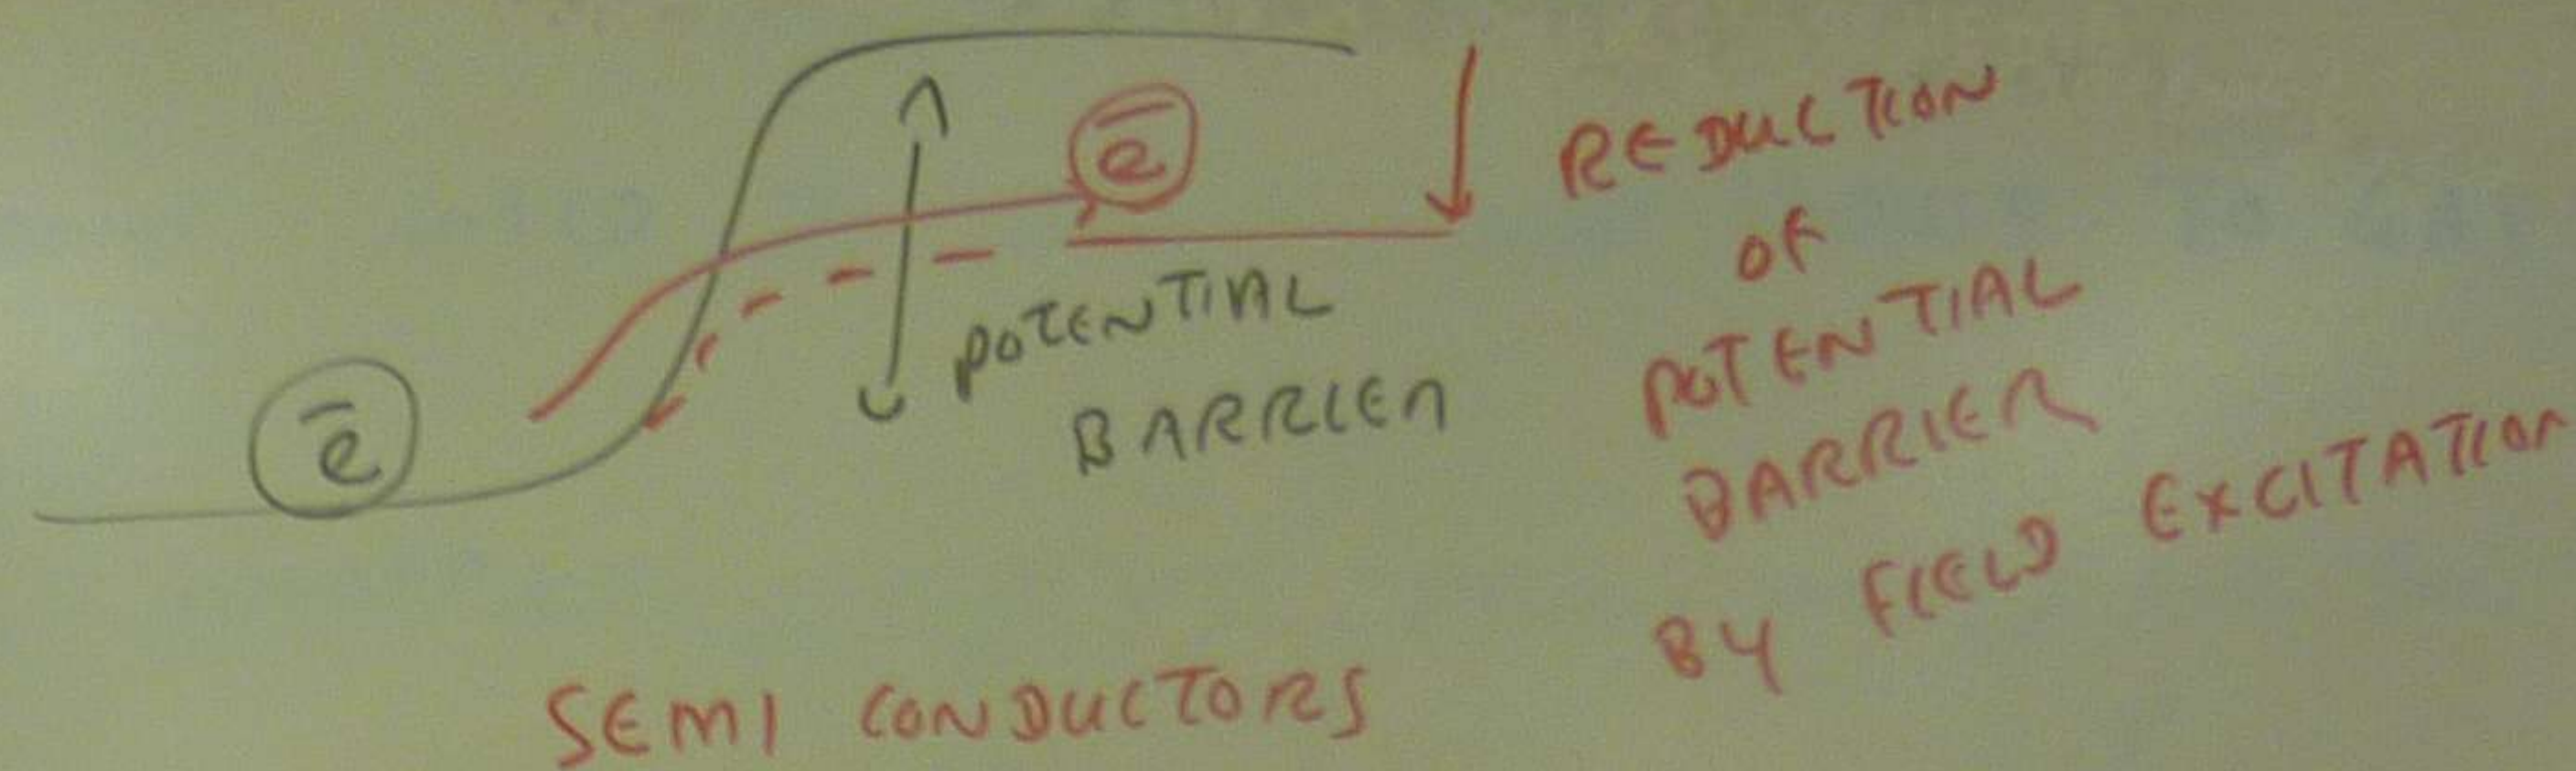 ē
ē
POTENTIAL
BARRIER
REDUCTION
OF
POTENTIAL
BARRIER
BY FIELD EXCITATION
SEMI CONDUCTORS